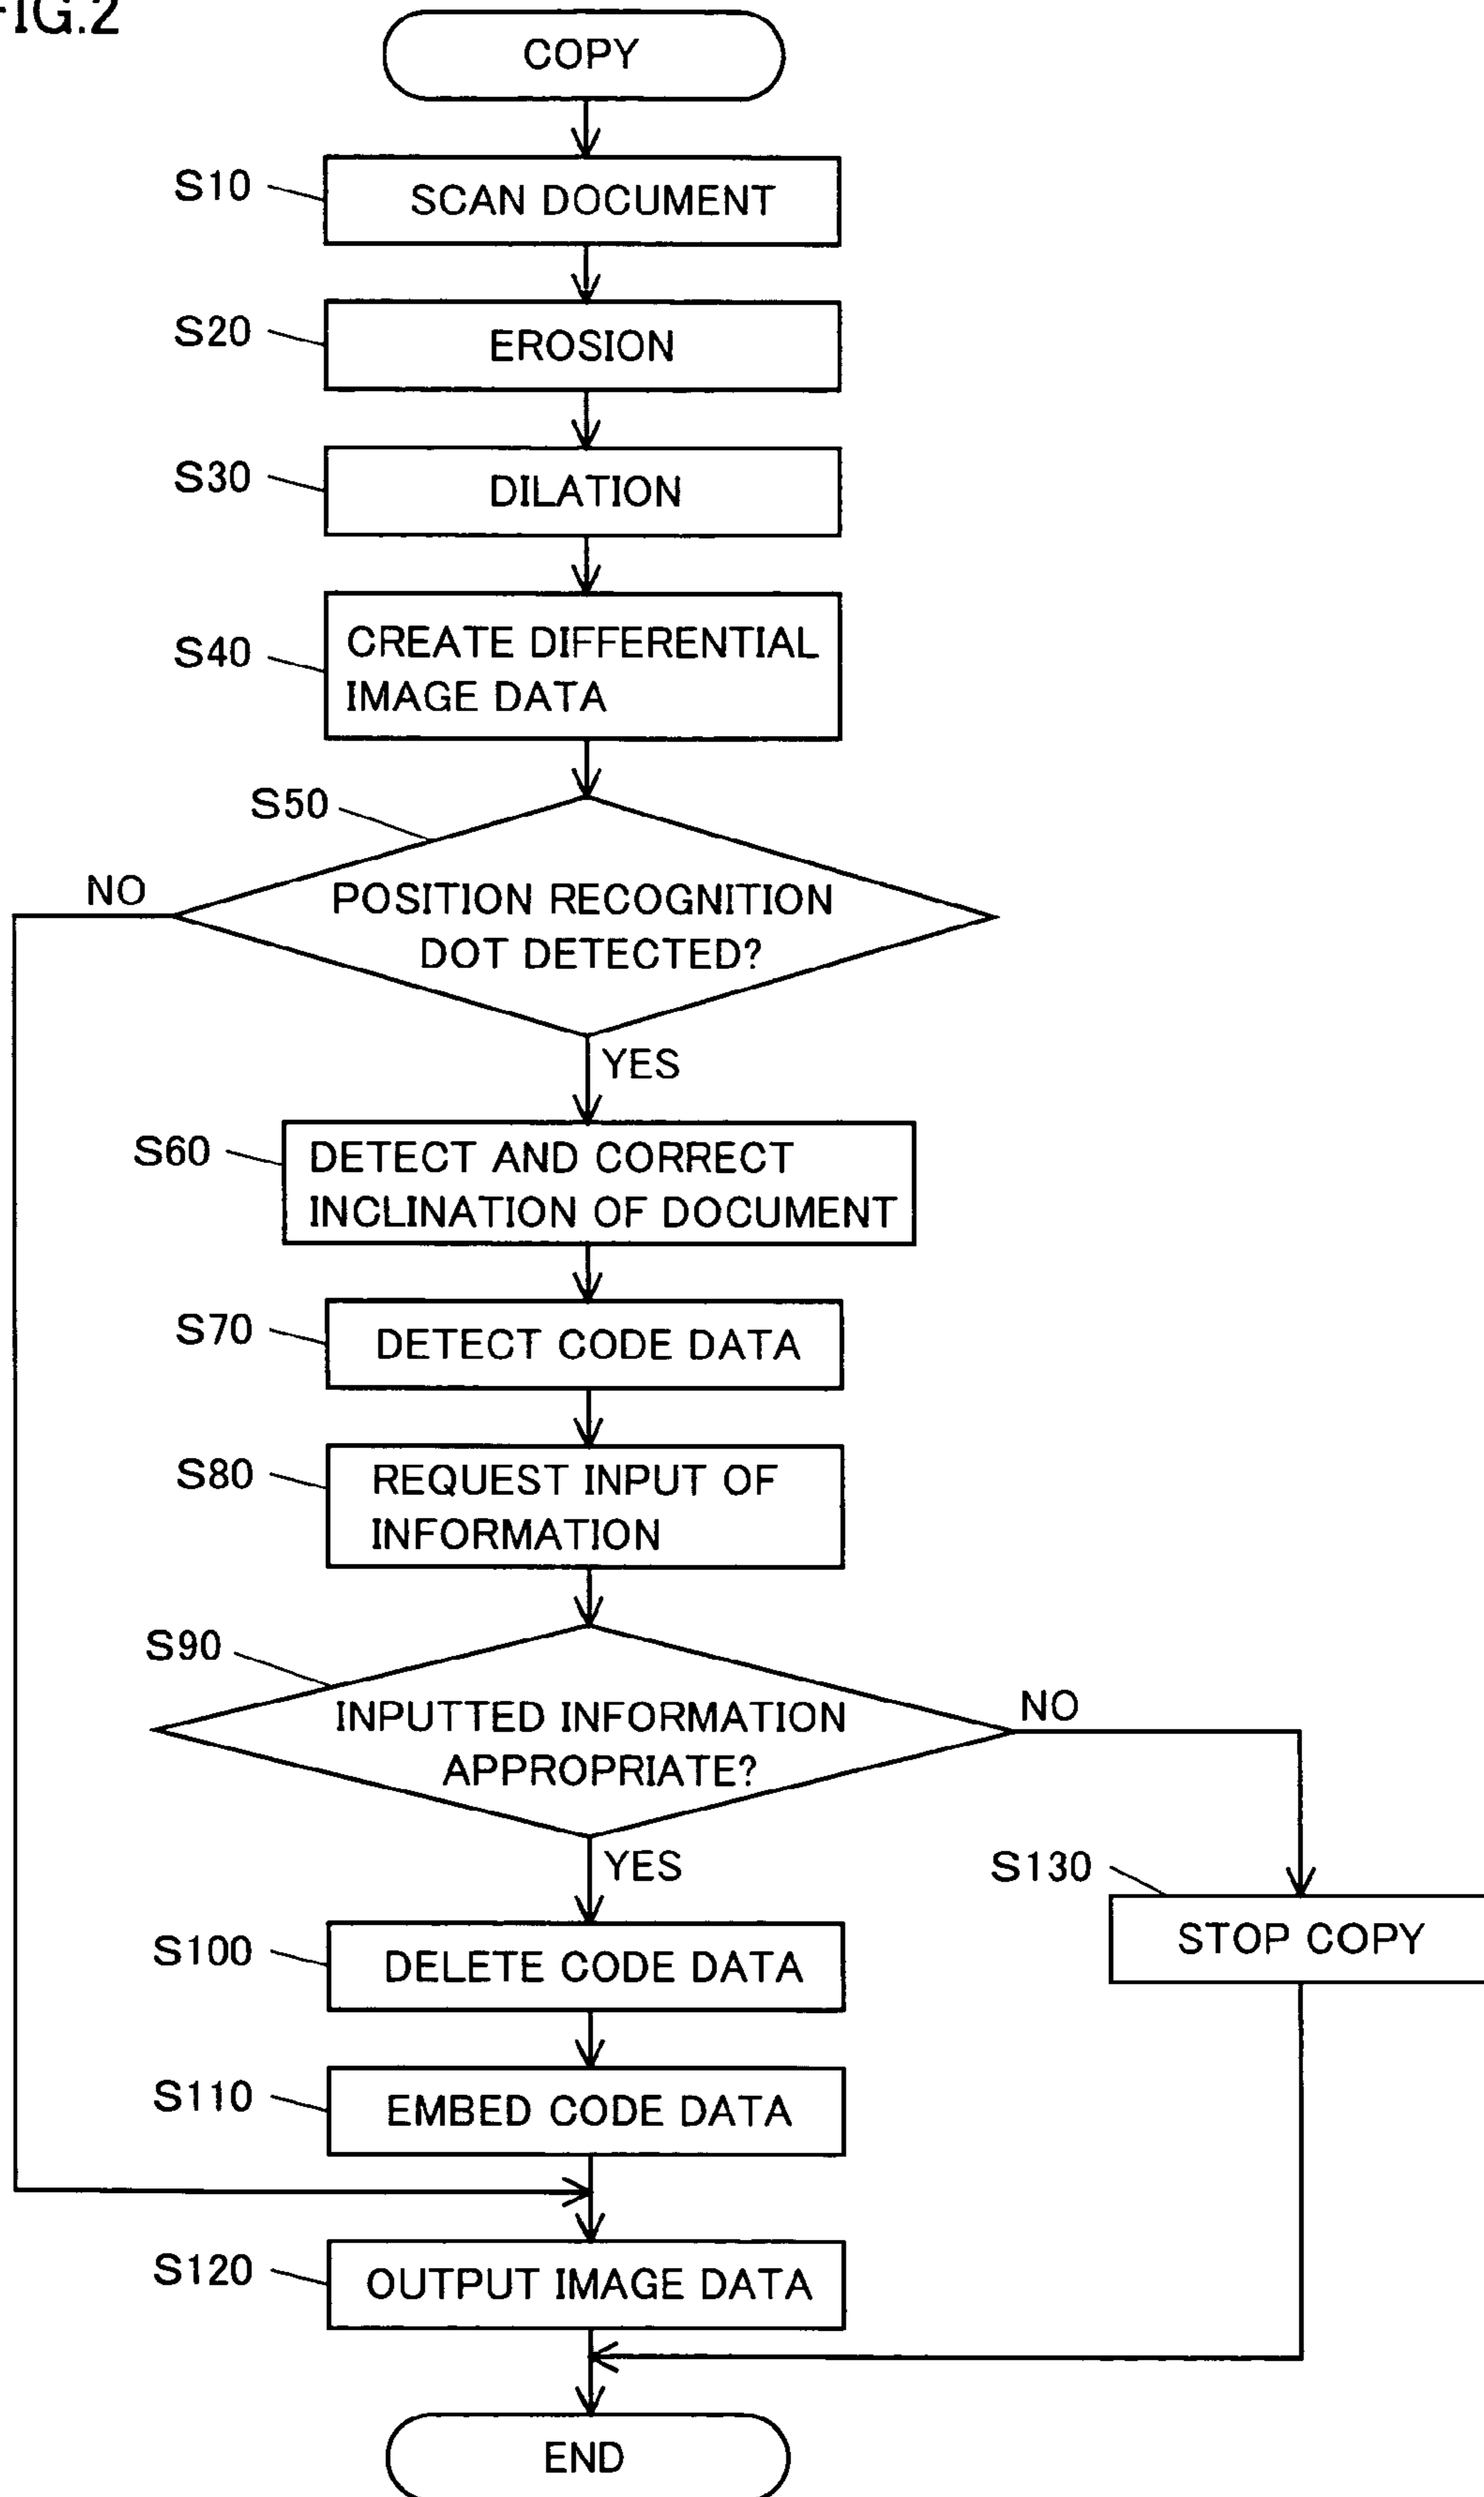 FIG.2
COPY
S10
SCAN DOCUMENT
S20
EROSION
S30
DILATION
S40
CREATE DIFFERENTIAL
IMAGE DATA
S50
NO
POSITION RECOGNITION
DOT DETECTED?
YES
S60
DETECT AND CORRECT
INCLINATION OF DOCUMENT
S70
DETECT CODE DATA
S80
REQUEST INPUT OF
INFORMATION
S90
INPUTTED INFORMATION
APPROPRIATE?
NO
YES
S130
STOP COPY
S100
DELETE CODE DATA
S110
EMBED CODE DATA
S120
OUTPUT IMAGE DATA
END